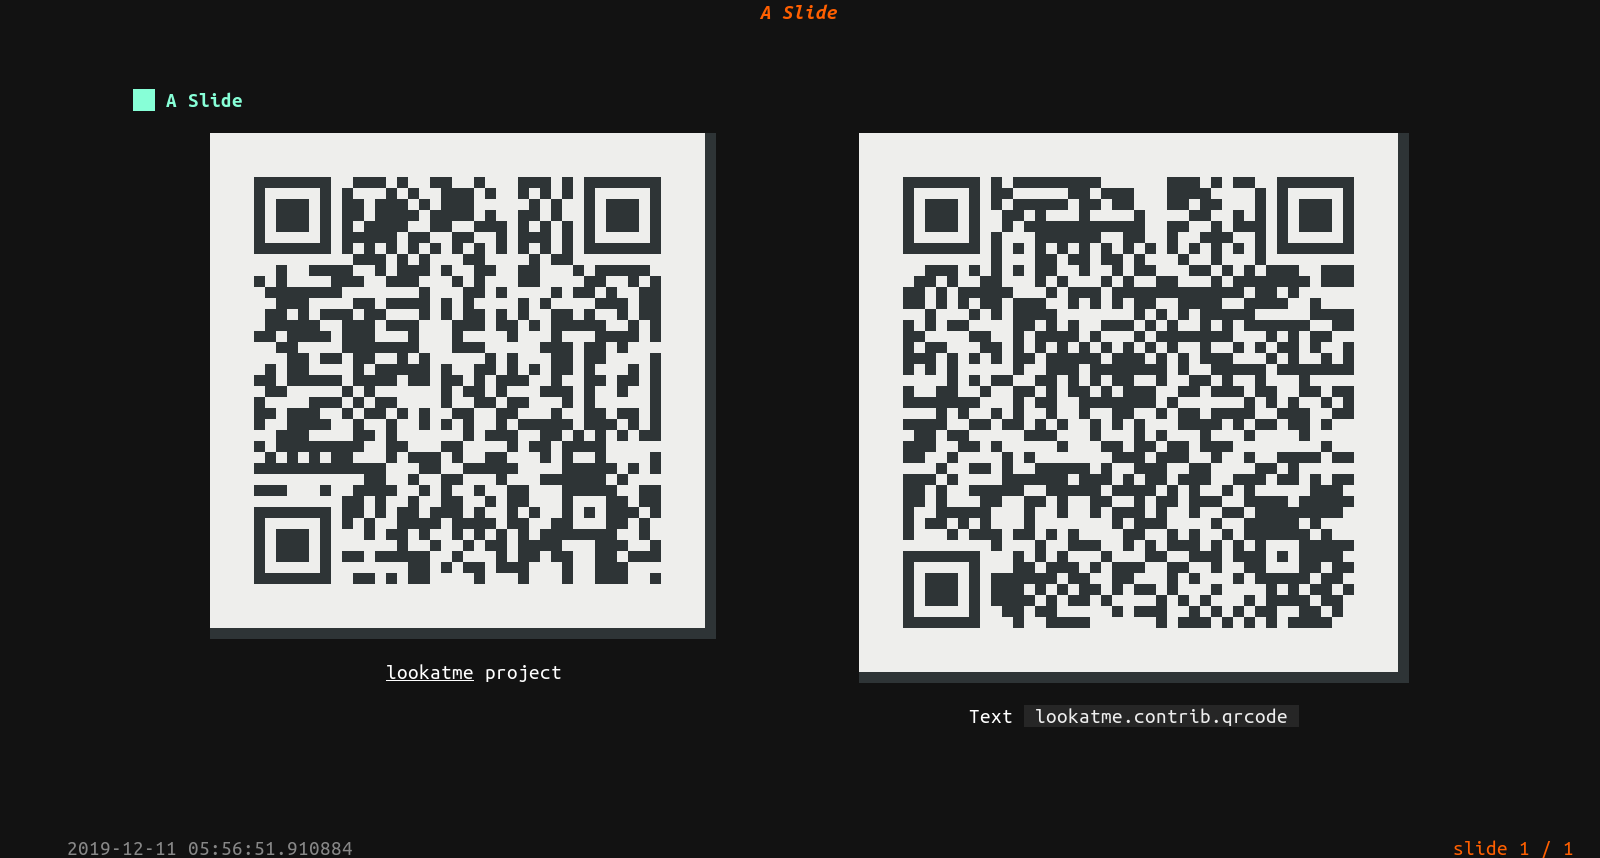 A Slide
A Slide
lookatme project
Text lookatme.contrib.qrcode
2019-12-11 05:56:51.910884
slide 1 / 1